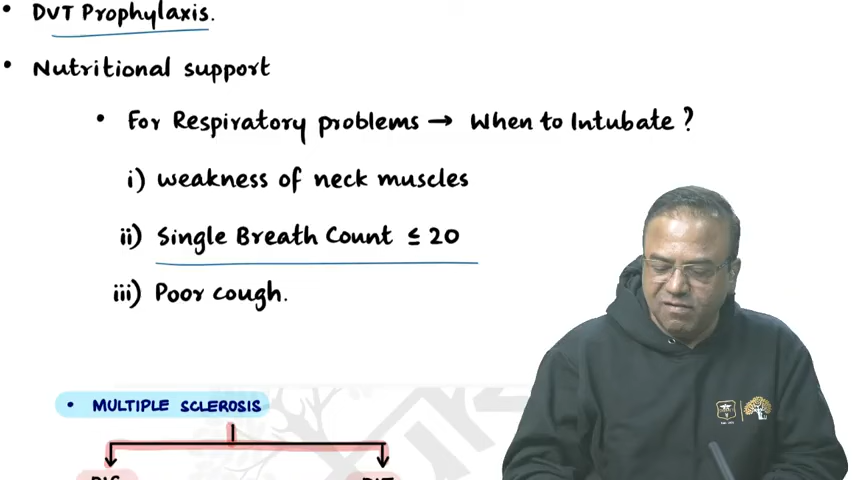 • DVT Prophylaxis.
• Nutritional support
• For Respiratory problems → When to Intubate?
i) weakness of neck muscles
ii) Single Breath Count ≤ 20
iii) Poor cough.
• MULTIPLE SCLEROSIS